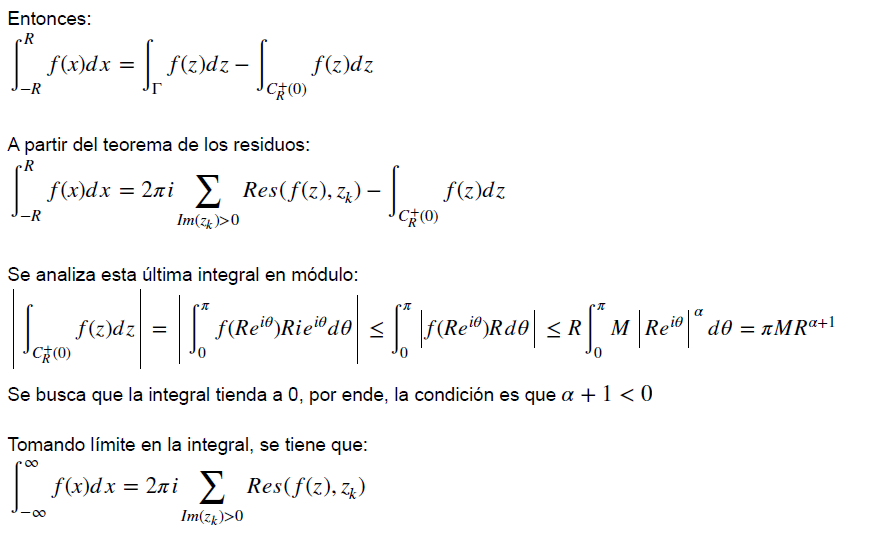 Entonces:
∫_{-R}^{R} f(x)dx = ∫_{Γ} f(z)dz − ∫_{C_R^+(0)} f(z)dz
A partir del teorema de los residuos:
∫_{-R}^{R} f(x)dx = 2πi ∑_{Im(z_k)>0} Res(f(z), z_k) − ∫_{C_R^+(0)} f(z)dz
Se analiza esta última integral en módulo:
|∫_{C_R^+(0)} f(z)dz| = |∫_0^π f(Re^{iθ})Rie^{iθ}dθ| ≤ ∫_0^π |f(Re^{iθ})Rdθ| ≤ R∫_0^π M |Re^{iθ}|^α dθ = πMR^{α+1}
Se busca que la integral tienda a 0, por ende, la condición es que α + 1 < 0
Tomando límite en la integral, se tiene que:
∫_{-∞}^{∞} f(x)dx = 2πi ∑_{Im(z_k)>0} Res(f(z), z_k)